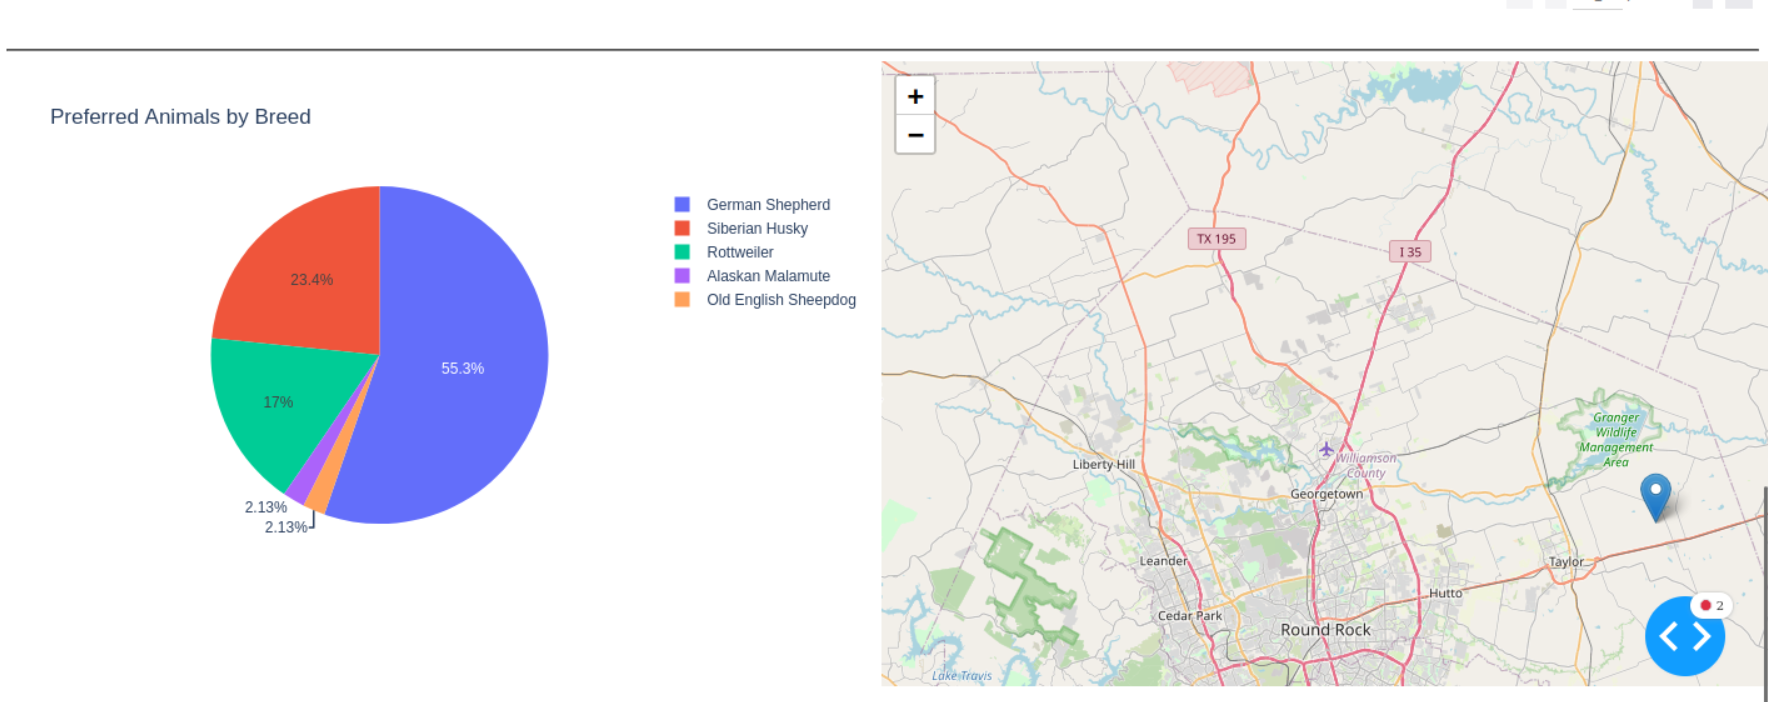 Preferred Animals by Breed
German Shepherd
Siberian Husky
Rottweiler
Alaskan Malamute
Old English Sheepdog
23.4%
55.3%
17%
2.13%
2.13%
+
−
TX 195
I 35
Granger
Wildlife
Management
Area
Williamson
County
Liberty Hill
Georgetown
Leander
Taylor
Hutto
Cedar Park
Round Rock
Lake Travis
2